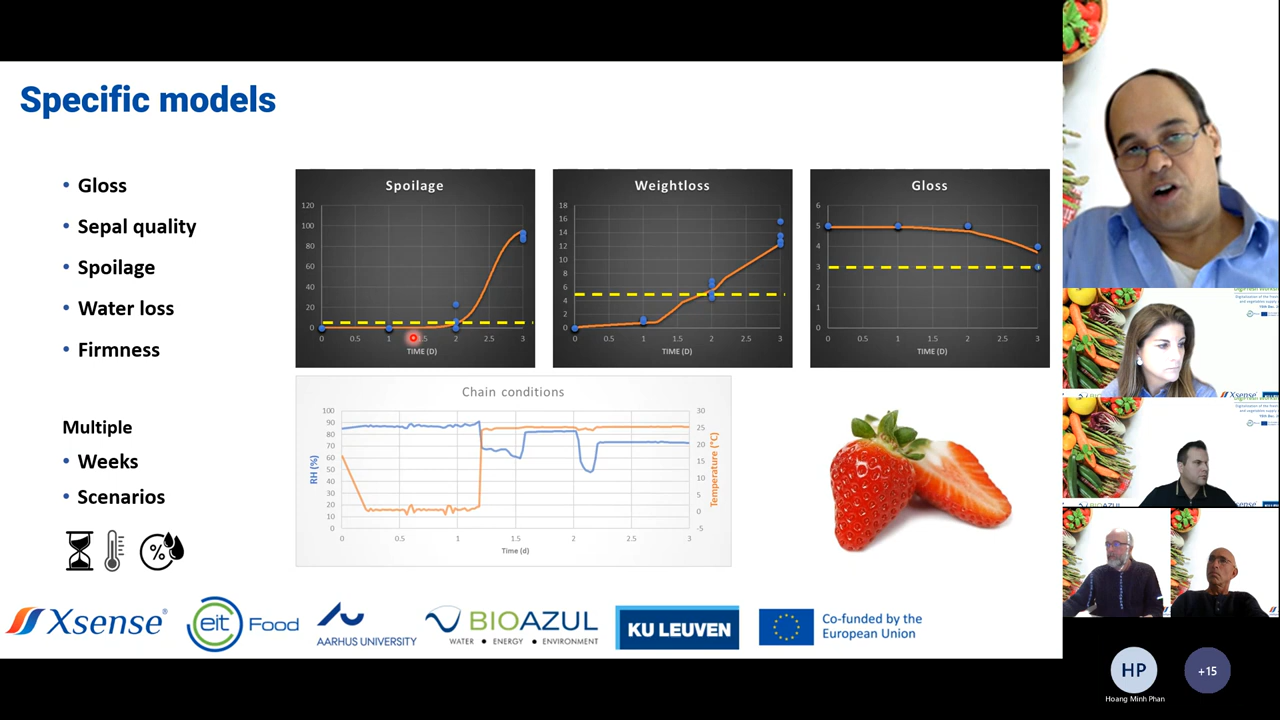 Specific models
Gloss
Sepal quality
Spoilage
Water loss
Firmness
Multiple
Weeks
Scenarios
Spoilage
120
100
80
60
40
20
0
0 0.5 1 1.5 2 2.5 3
TIME (D)
Weightloss
18
16
14
12
10
8
6
4
2
0
0 0.5 1 1.5 2 2.5 3
TIME (D)
Gloss
6
5
4
3
2
1
0
0 0.5 1 1.5 2 2.5 3
TIME (D)
Chain conditions
RH (%)
100
90
80
70
60
50
40
30
20
10
0
30
25
20
15
10
5
0
-5
Temperature (°C)
0 0.5 1 1.5 2 2.5 3
Time (d)
%
Xsense®
eit Food
AARHUS UNIVERSITY
BIOAZUL
WATER • ENERGY • ENVIRONMENT
KU LEUVEN
Co-funded by the
European Union
Xsense
BIOAZUL
HP
Hoang Minh Phan
+15